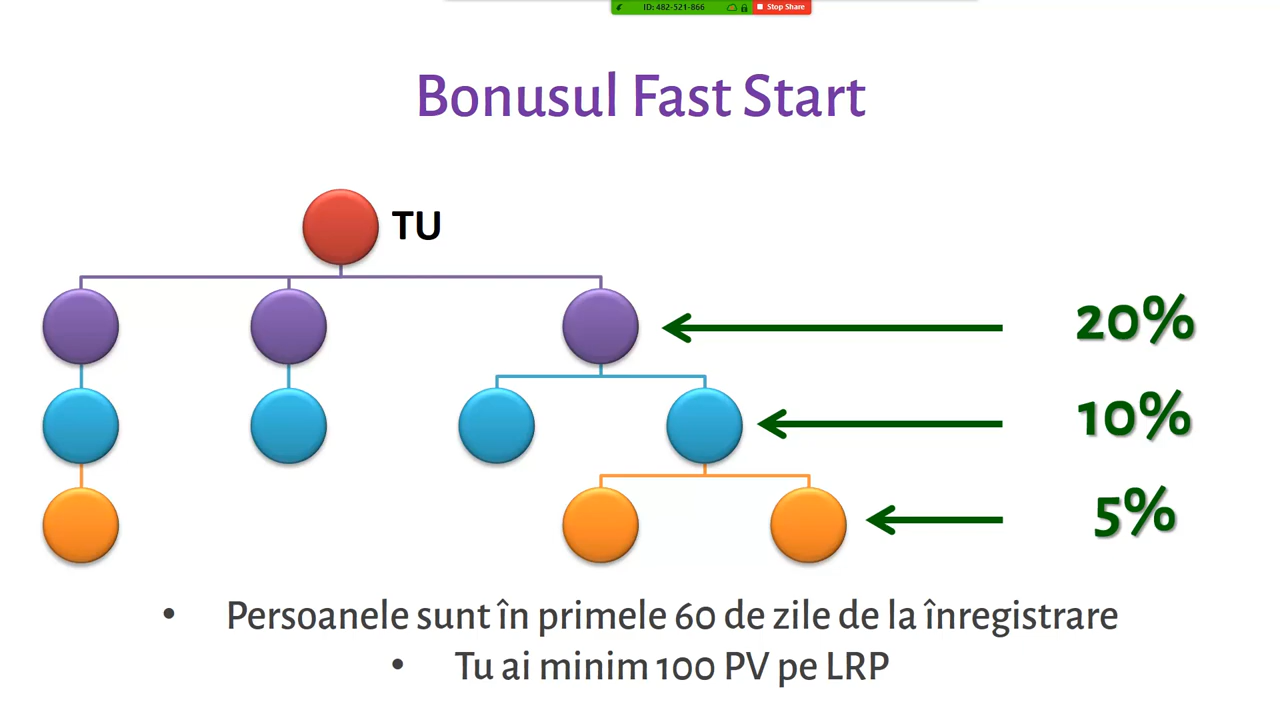 ID: 482-521-866 Stop Share
Bonusul Fast Start
TU
20%
10%
5%
• Persoanele sunt în primele 60 de zile de la înregistrare
• Tu ai minim 100 PV pe LRP